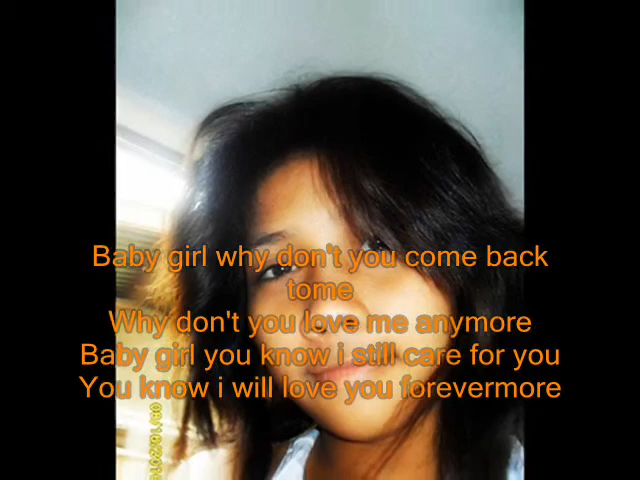 Baby girl why don't you come back
tome
Why don't you love me anymore
Baby girl you know i still care for you
You know i will love you forevermore